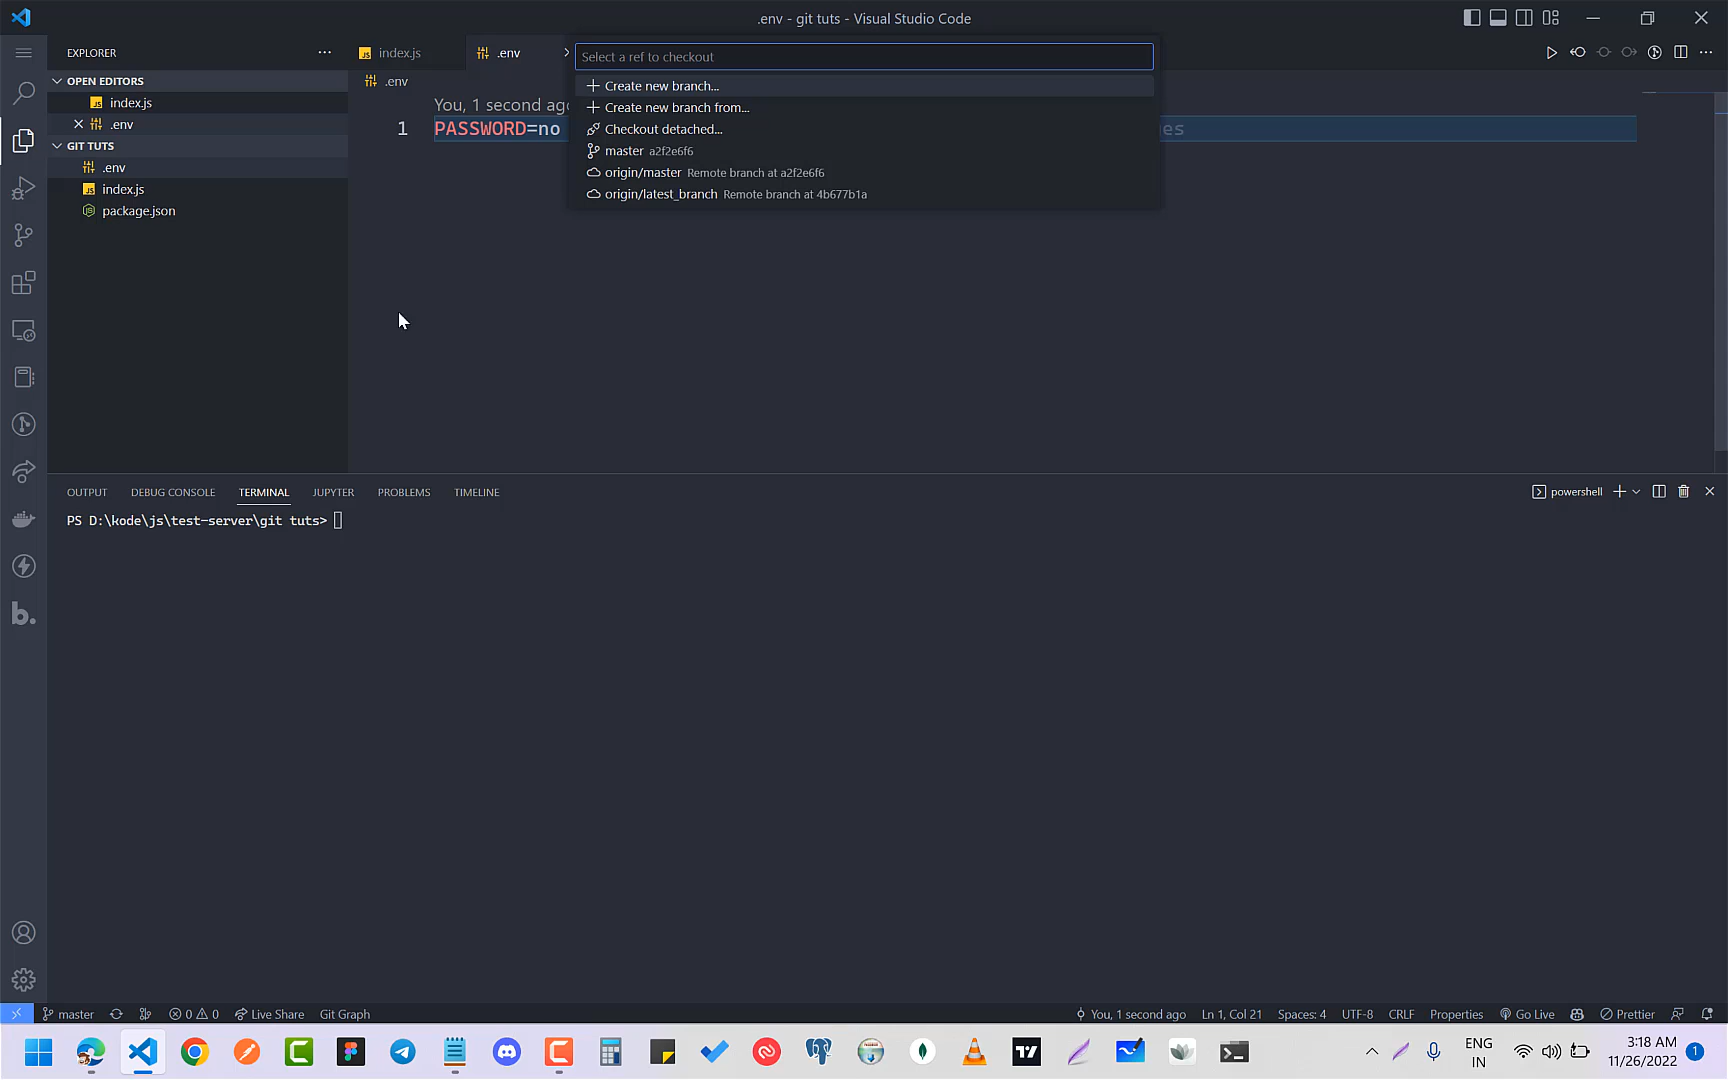 .env - git tuts - Visual Studio Code
EXPLORER
OPEN EDITORS
index.js
.env
GIT TUTS
.env
index.js
package.json
index.js
.env
.env
You, 1 second ago
1
PASSWORD=no
es
Select a ref to checkout
Create new branch...
Create new branch from...
Checkout detached...
master a2f2e6f6
origin/master Remote branch at a2f2e6f6
origin/latest_branch Remote branch at 4b677b1a
OUTPUT DEBUG CONSOLE TERMINAL JUPYTER PROBLEMS TIMELINE
powershell
PS D:\kode\js\test-server\git tuts>
b.
master 0 0 Live Share Git Graph
You, 1 second ago Ln 1, Col 21 Spaces: 4 UTF-8 CRLF Properties Go Live Prettier
ENG
IN
3:18 AM
11/26/2022
1